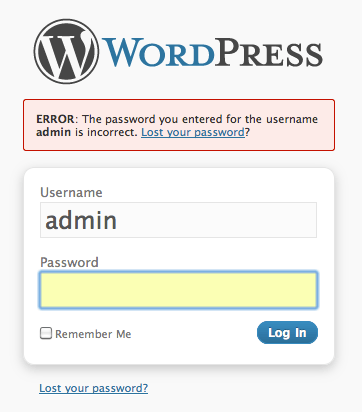 WORDPRESS
ERROR: The password you entered for the username
admin is incorrect. Lost your password?
Username
admin
Password
Remember Me
Log In
Lost your password?